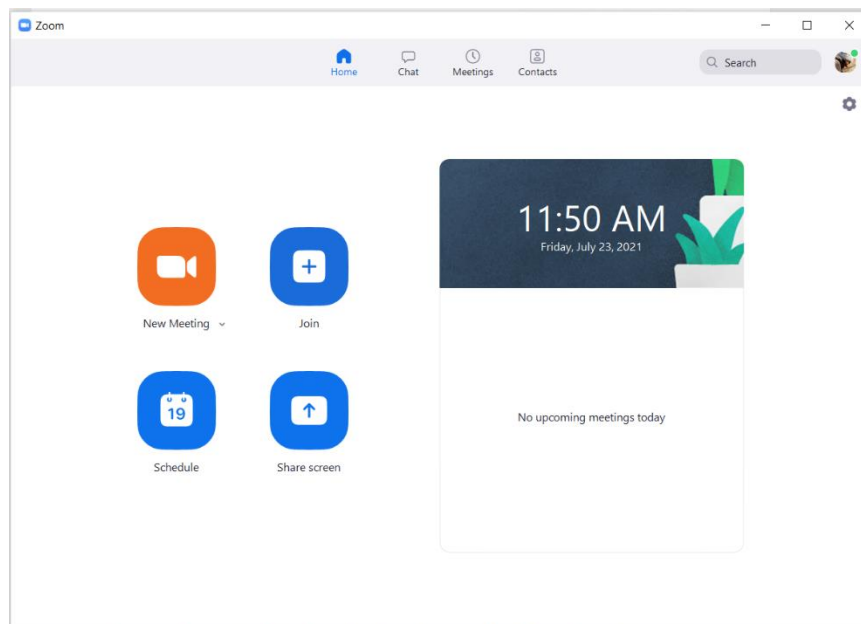 Zoom
Home Chat Meetings Contacts
Search
11:50 AM
Friday, July 23, 2021
New Meeting
Join
19
Schedule
Share screen
No upcoming meetings today